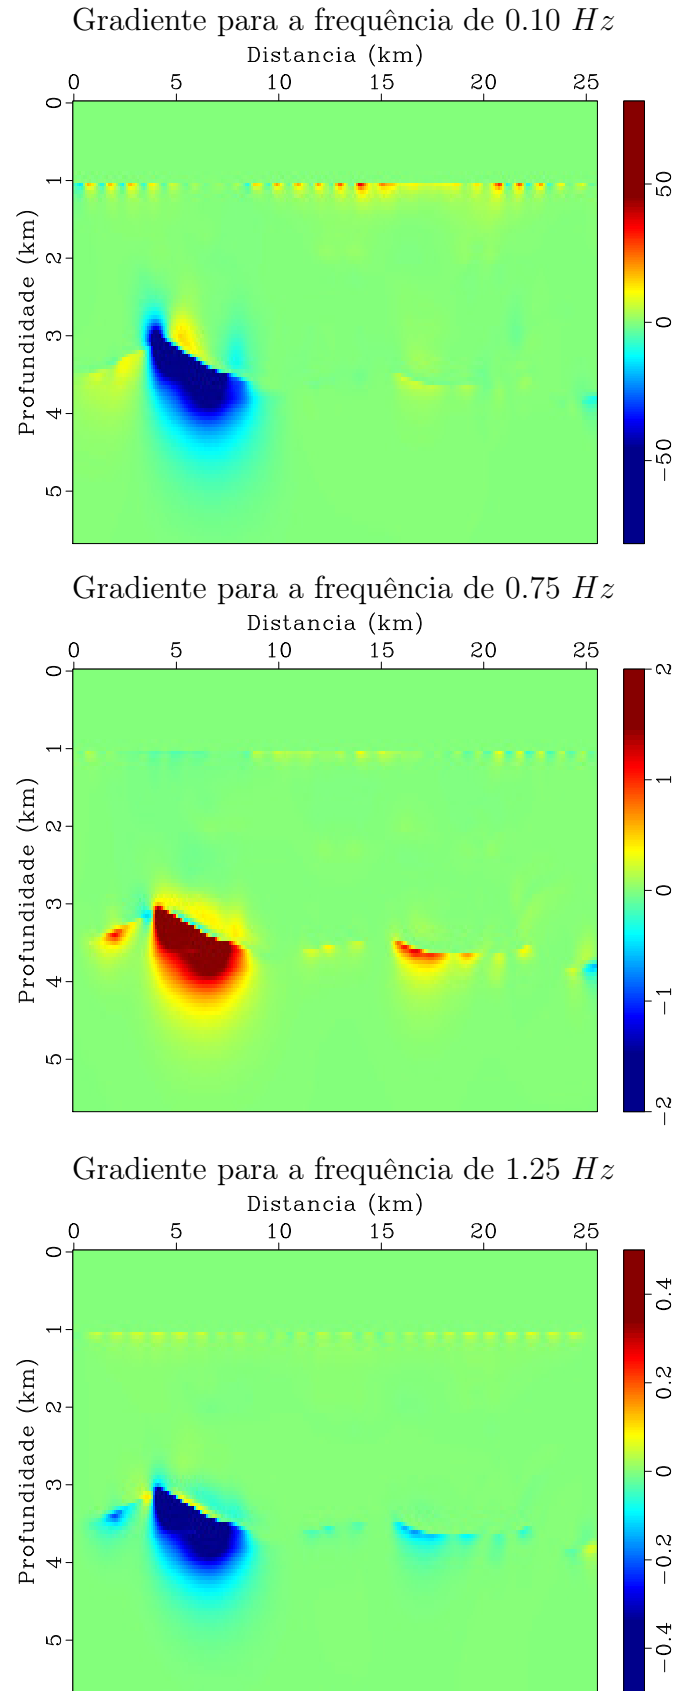 Gradiente para a frequência de 0.10 Hz
Distancia (km)
0 5 10 15 20 25
Profundidade (km)
0
1
2
3
4
5
50
0
−50
Gradiente para a frequência de 0.75 Hz
Distancia (km)
0 5 10 15 20 25
Profundidade (km)
0
1
2
3
4
5
2
1
0
−1
−2
Gradiente para a frequência de 1.25 Hz
Distancia (km)
0 5 10 15 20 25
Profundidade (km)
0
1
2
3
4
5
0.4
0.2
0
−0.2
−0.4